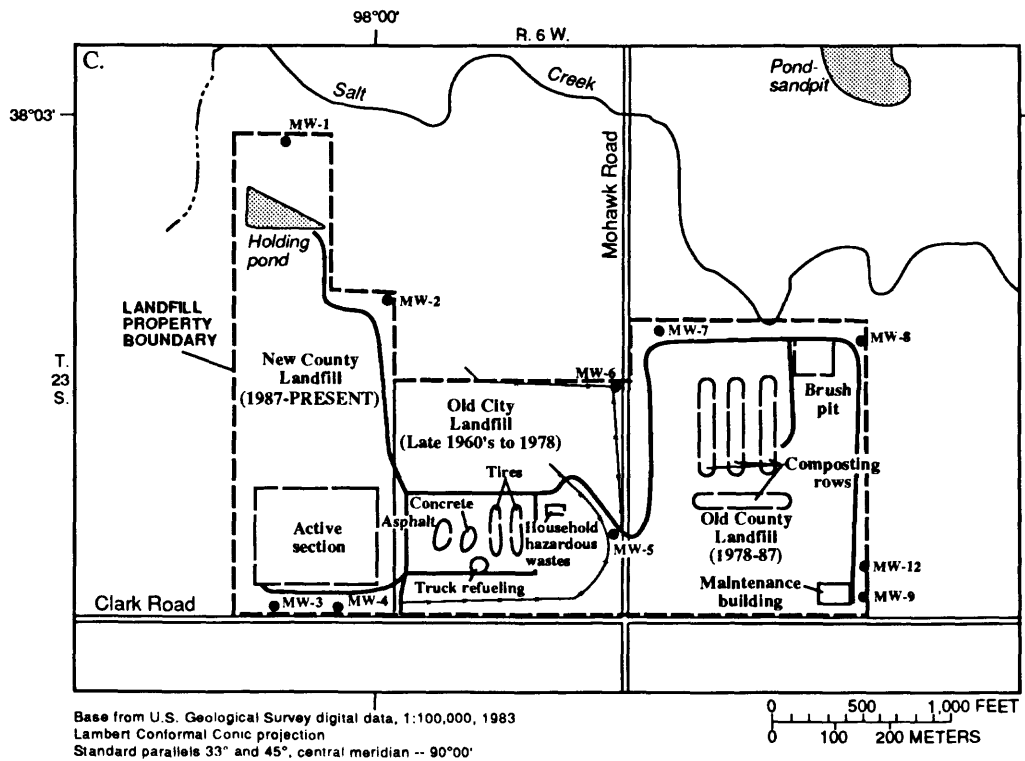 98°00'
R. 6 W.
C.
Salt
Creek
Pond-
sandpit
38°03'
MW-1
Mohawk Road
Holding
pond
MW-2
LANDFILL
PROPERTY
BOUNDARY
MW-7
MW-8
New County
Landfill
(1987-PRESENT)
T.
23
S.
MW-6
Brush
pit
Old City
Landfill
(Late 1960's to 1978)
Tires
Composting
rows
Concrete
Asphalt
Active
section
Household
hazardous
wastes
MW-5
Old County
Landfill
(1978-87)
MW-12
Truck refueling
Maintenance
building
MW-9
Clark Road
MW-3
MW-4
Base from U.S. Geological Survey digital data, 1:100,000, 1983
Lambert Conformal Conic projection
Standard parallels 33° and 45°, central meridian -- 90°00'
0 500 1,000 FEET
0 100 200 METERS